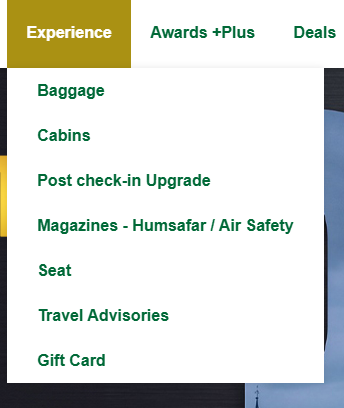 Experience Awards +Plus Deals
Baggage
Cabins
Post check-in Upgrade
Magazines - Humsafar / Air Safety
Seat
Travel Advisories
Gift Card